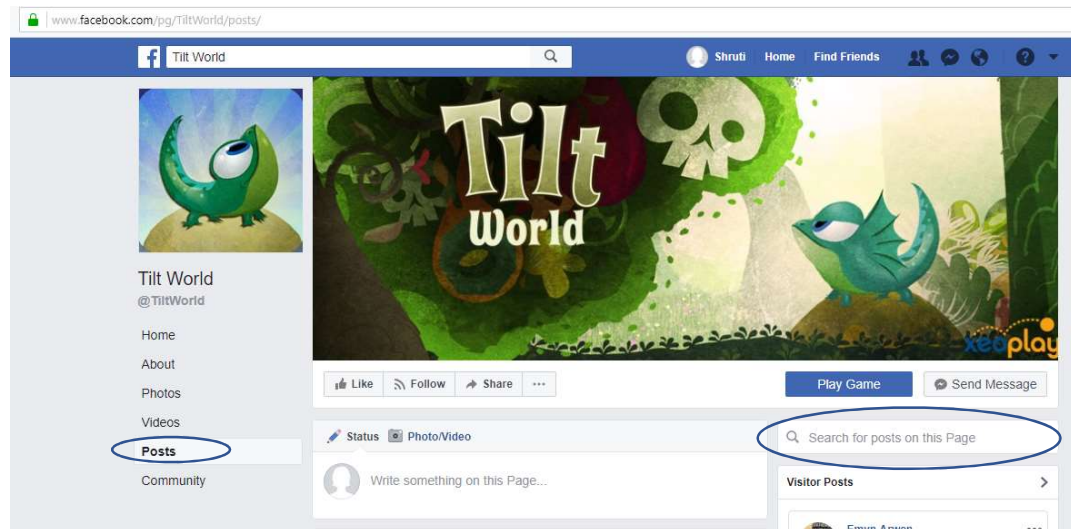 www.facebook.com/pg/TiltWorld/posts/
f Tilt World
Shruti Home Find Friends
Tilt
World
xeoplay
Tilt World
@TiltWorld
Home
About
Photos
Videos
Posts
Community
Like Follow Share ...
Play Game Send Message
Status Photo/Video
Write something on this Page...
Search for posts on this Page
Visitor Posts